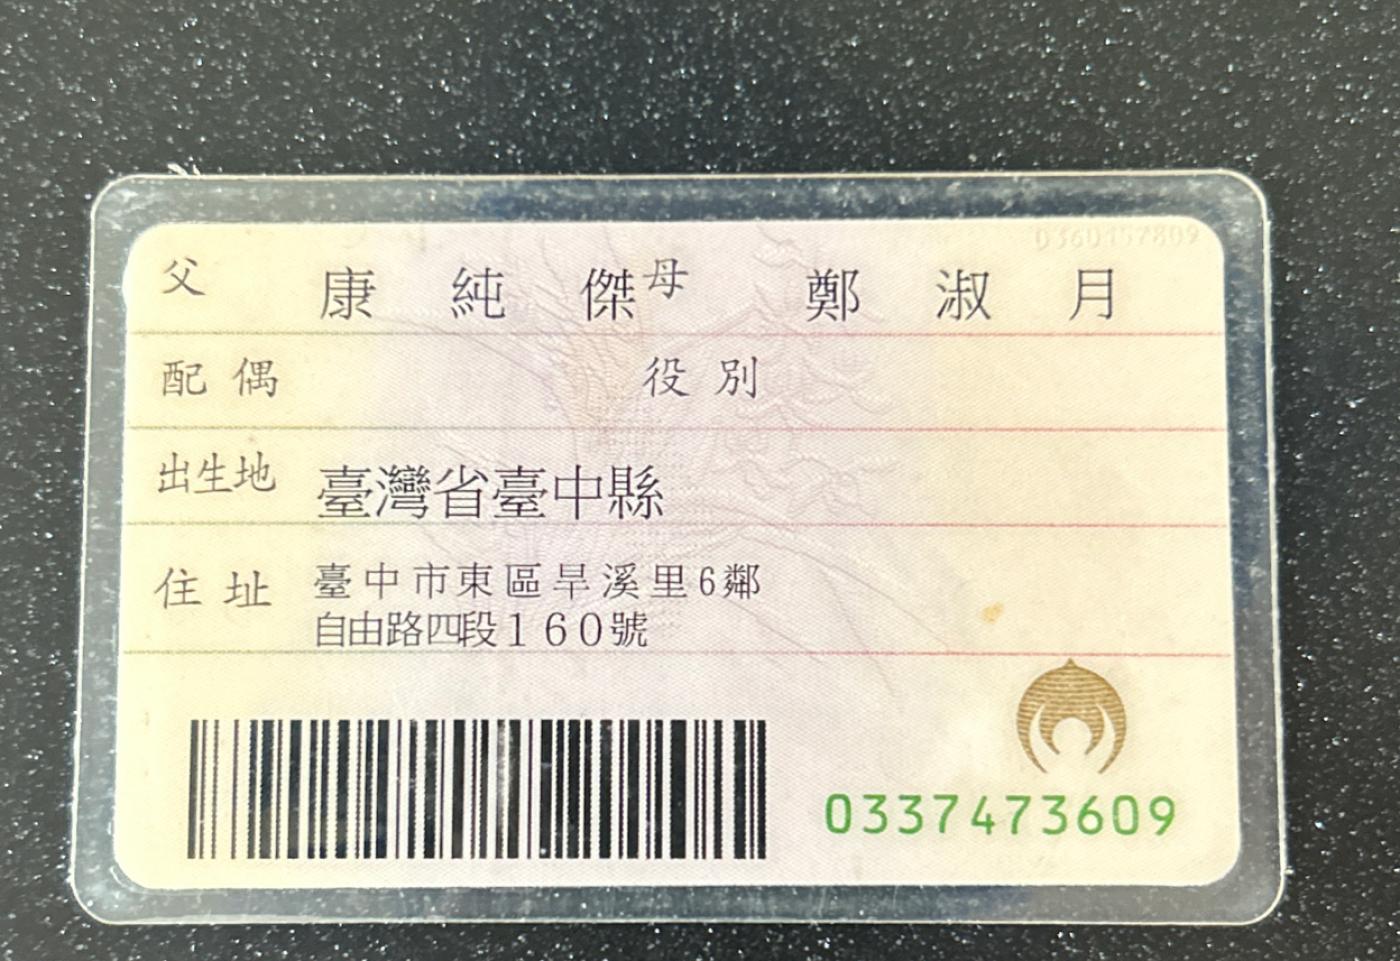 父 康純傑 母 鄭淑月
配偶 役別
出生地 臺灣省臺中縣
住址 臺中市東區旱溪里6鄰
自由路四段160號
0337473609